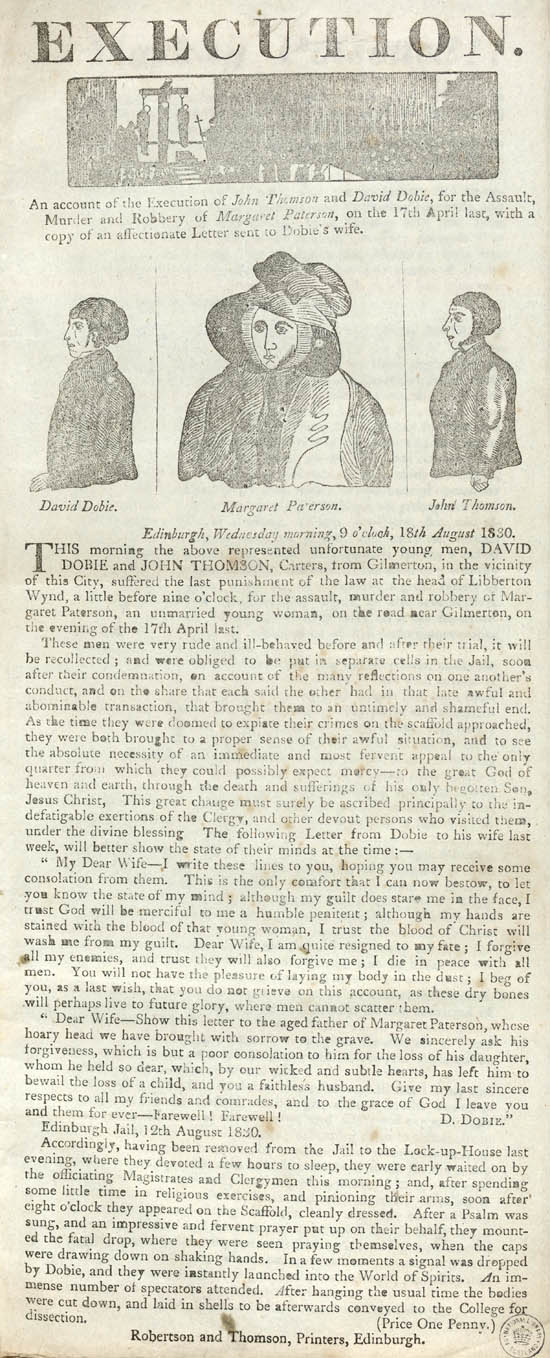 EXECUTION.
An account of the Execution of John Thomson and David Dobie, for the Assault,
Murder and Robbery of Margaret Paterson, on the 17th April last, with a
copy of an affectionate Letter sent to Dobie's wife.
David Dobie.
Margaret Paterson.
John Thomson.
Edinburgh, Wednesday morning, 9 o'clock, 18th August 1830.
THIS morning the above represented unfortunate young men, DAVID
DOBIE and JOHN THOMSON, Carters, from Gilmerton, in the vicinity
of this City, suffered the last punishment of the law at the head of Libberton
Wynd, a little before nine o'clock, for the assault, murder and robbery of Mar-
garet Paterson, an unmarried young woman, on the road near Gilmerton, on
the evening of the 17th April last.
These men were very rude and ill-behaved before and after their trial, it will
be recollected; and were obliged to be put in separate cells in the Jail, soon
after their condemnation, on account of the many reflections on one another's
conduct, and on the share that each said the other had in that late awful and
abominable transaction, that brought them to an untimely and shameful end.
As the time they were doomed to expiate their crimes on the scaffold approached,
they were both brought to a proper sense of their awful situation, and to see
the absolute necessity of an immediate and most fervent appeal to the only
quarter from which they could possibly expect mercy—to the great God of
heaven and earth, through the death and sufferings of his only begotten Son,
Jesus Christ, This great change must surely be ascribed principally to the in-
defatigable exertions of the Clergy, and other devout persons who visited them,
under the divine blessing The following Letter from Dobie to his wife last
week, will better show the state of their minds at the time:—
" My Dear Wife—I write these lines to you, hoping you may receive some
consolation from them. This is the only comfort that I can now bestow, to let
you know the state of my mind; although my guilt does stare me in the face, I
trust God will be merciful to me a humble penitent; although my hands are
stained with the blood of that young woman, I trust the blood of Christ will
wash me from my guilt. Dear Wife, I am quite resigned to my fate; I forgive
all my enemies, and trust they will also forgive me; I die in peace with all
men. You will not have the pleasure of laying my body in the dust; I beg of
you, as a last wish, that you do not grieve on this account, as these dry bones
will perhaps live to future glory, where men cannot scatter them.
" Dear Wife—Show this letter to the aged father of Margaret Paterson, whose
hoary head we have brought with sorrow to the grave. We sincerely ask his
forgiveness, which is but a poor consolation to him for the loss of his daughter,
whom he held so dear, which, by our wicked and subtle hearts, has left him to
bewail the loss of a child, and you a faithless husband. Give my last sincere
respects to all my friends and comrades, and to the grace of God I leave you
and them for ever—Farewell! Farewell! D. DOBIE."
Edinburgh Jail, 12th August 1830.
Accordingly, having been removed from the Jail to the Lock-up-House last
evening, where they devoted a few hours to sleep, they were early waited on by
the officiating Magistrates and Clergymen this morning; and, after spending
some little time in religious exercises, and pinioning their arms, soon after
eight o'clock they appeared on the Scaffold, cleanly dressed. After a Psalm was
sung, and an impressive and fervent prayer put up on their behalf, they mount-
ed the fatal drop, where they were seen praying themselves, when the caps
were drawing down on shaking hands. In a few moments a signal was dropped
by Dobie, and they were instantly launched into the World of Spirits. An im-
mense number of spectators attended. After hanging the usual time the bodies
were cut down, and laid in shells to be afterwards conveyed to the College for
dissection. (Price One Penny.)
Robertson and Thomson, Printers, Edinburgh.